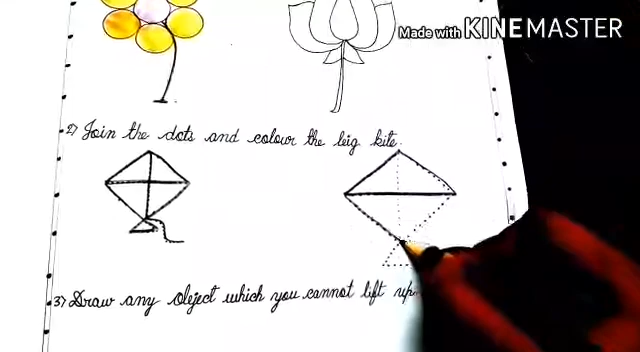 Made with KINEMASTER
2) Join the dots and colour the big kite.
3) Draw any object which you cannot lift